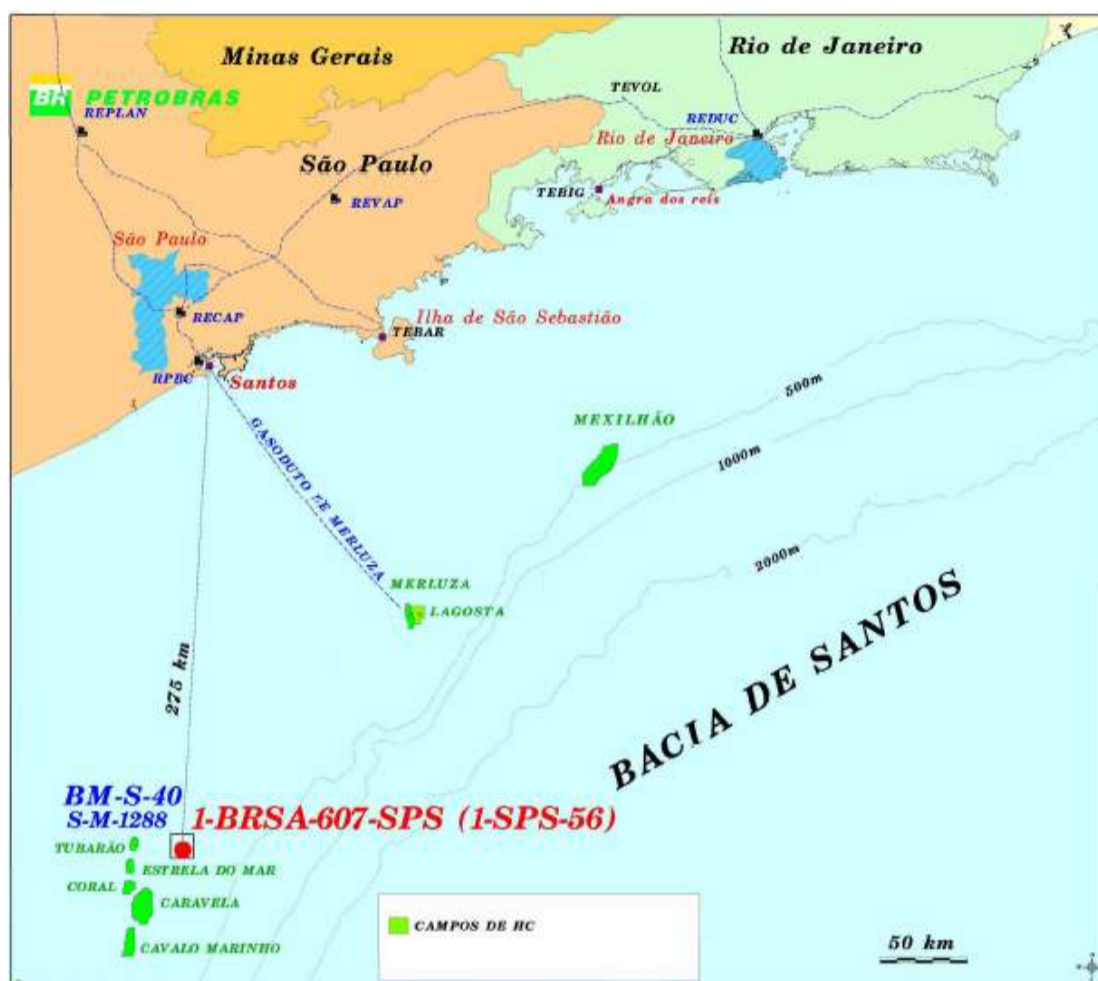 Minas Gerais
Rio de Janeiro
BR PETROBRAS
TEVOL
REPLAN
REDUC
Rio de Janeiro
São Paulo
TEBIG
Angra dos reis
REVAP
São Paulo
RECAP
Ilha de São Sebastião
TEBAR
RPBC
Santos
500m
GASODUTO DE MERLUZA
MEXILHÃO
1000m
2000m
MERLUZA
LAGOSTA
BACIA DE SANTOS
275 km
BM-S-40
S-M-1288
1-BRSA-607-SPS (1-SPS-56)
TUBARÃO
ESTRELA DO MAR
CORAL
CARAVELA
CAVALO MARINHO
CAMPOS DE HC
50 km